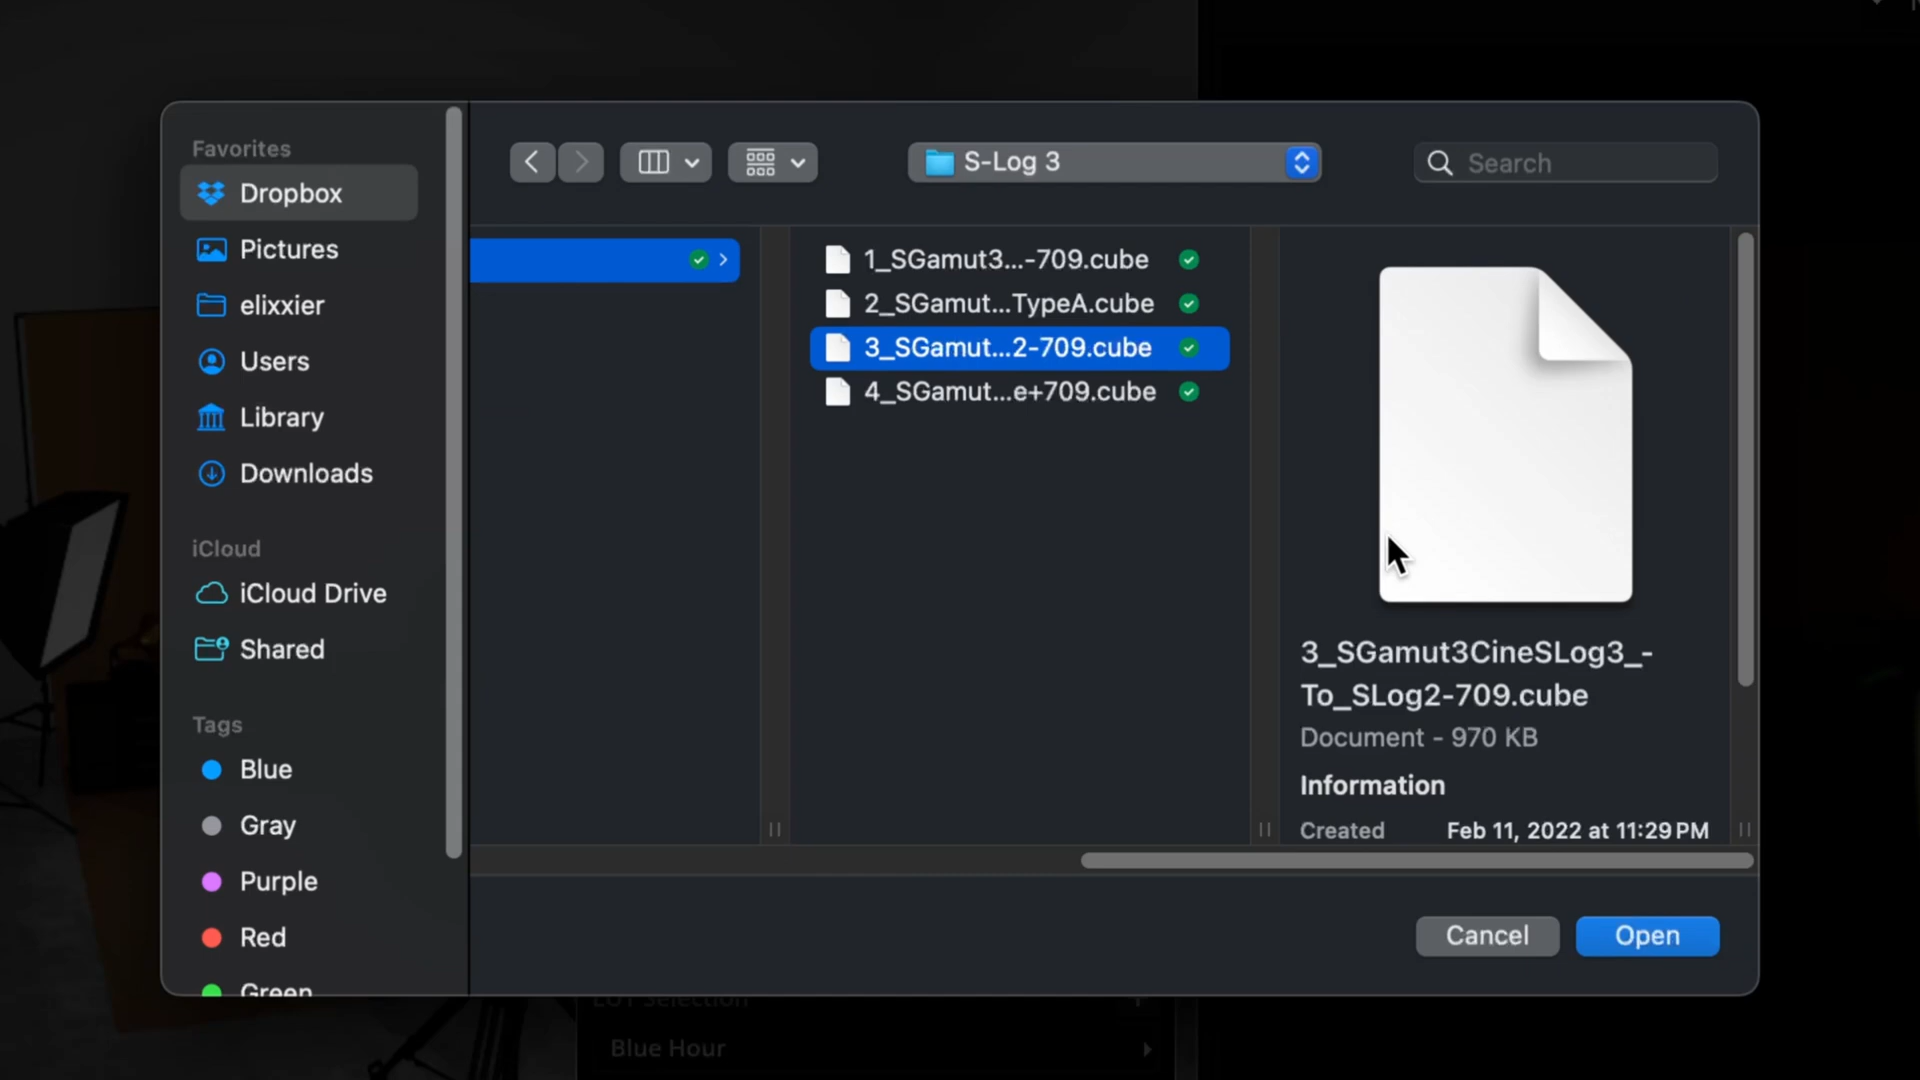 Favorites
Dropbox
Pictures
elixxier
Users
Library
Downloads
iCloud
iCloud Drive
Shared
Tags
Blue
Gray
Purple
Red
Green
S-Log 3
Search
1_SGamut3...-709.cube
2_SGamut...TypeA.cube
3_SGamut...2-709.cube
4_SGamut...e+709.cube
3_SGamut3CineSLog3_-
To_SLog2-709.cube
Document - 970 KB
Information
Created Feb 11, 2022 at 11:29 PM
Cancel
Open
LUT Selection
Blue Hour